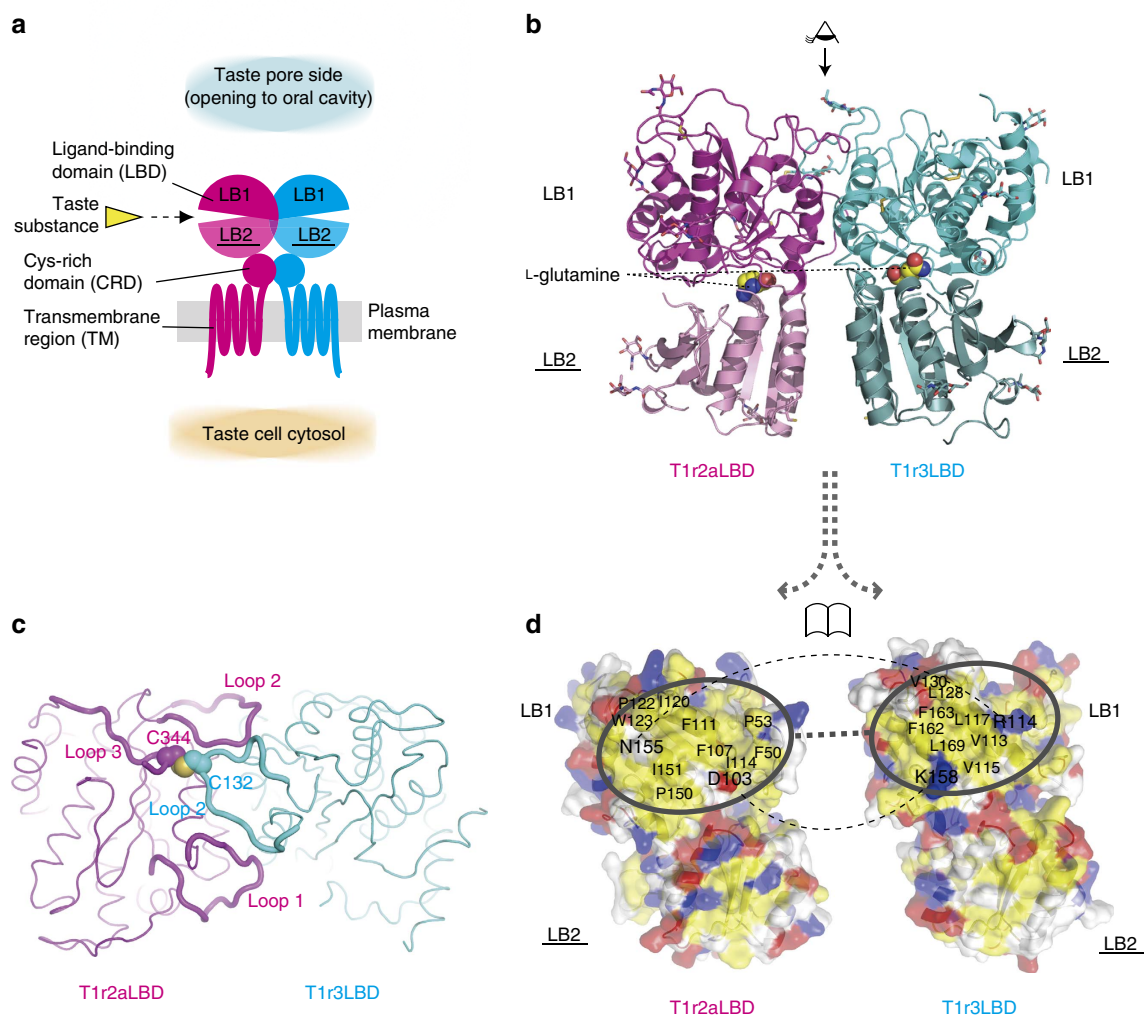 a
Taste pore side
(opening to oral cavity)
Ligand-binding
domain (LBD)
Taste
substance
Cys-rich
domain (CRD)
Transmembrane
region (TM)
LB1
LB1
LB2
LB2
Plasma
membrane
Taste cell cytosol
b
LB1
LB1
L-glutamine
LB2
LB2
T1r2aLBD
T1r3LBD
c
Loop 2
C344
Loop 3
C132
Loop 2
Loop 1
T1r2aLBD
T1r3LBD
d
LB1
P122
I120
W123
F111
P53
N155
F107
F50
I114
I151
D103
P150
LB2
T1r2aLBD
V130
L128
F163
L117
H114
F162
V113
L169
V115
K158
LB1
LB2
T1r3LBD